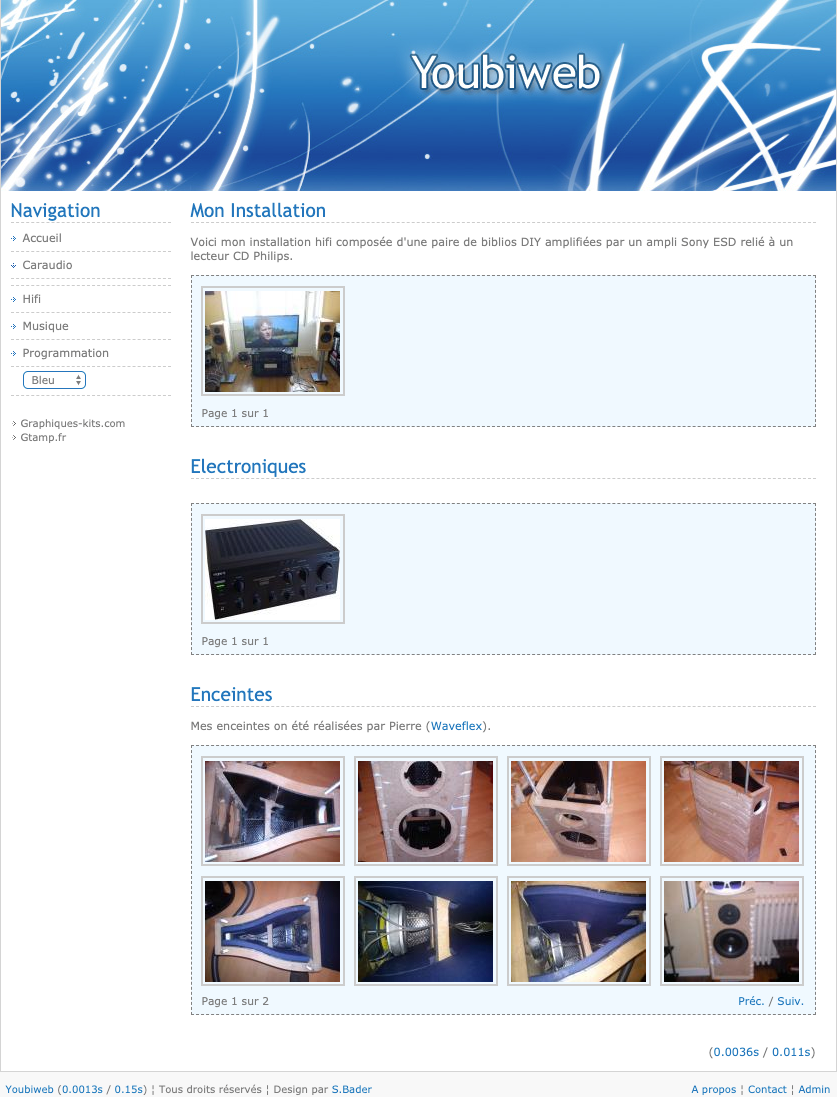 Youbiweb
Navigation
Accueil
Caraudio
Hifi
Musique
Programmation
Bleu
Graphiques-kits.com
Gtamp.fr
Mon Installation
Voici mon installation hifi composée d'une paire de biblios DIY amplifiées par un ampli Sony ESD relié à un
lecteur CD Philips.
Page 1 sur 1
Electroniques
Page 1 sur 1
Enceintes
Mes enceintes on été réalisées par Pierre (Waveflex).
Page 1 sur 2
Préc. / Suiv.
(0.0036s / 0.011s)
Youbiweb (0.0013s / 0.15s) ¦ Tous droits réservés ¦ Design par S.Bader
A propos ¦ Contact ¦ Admin